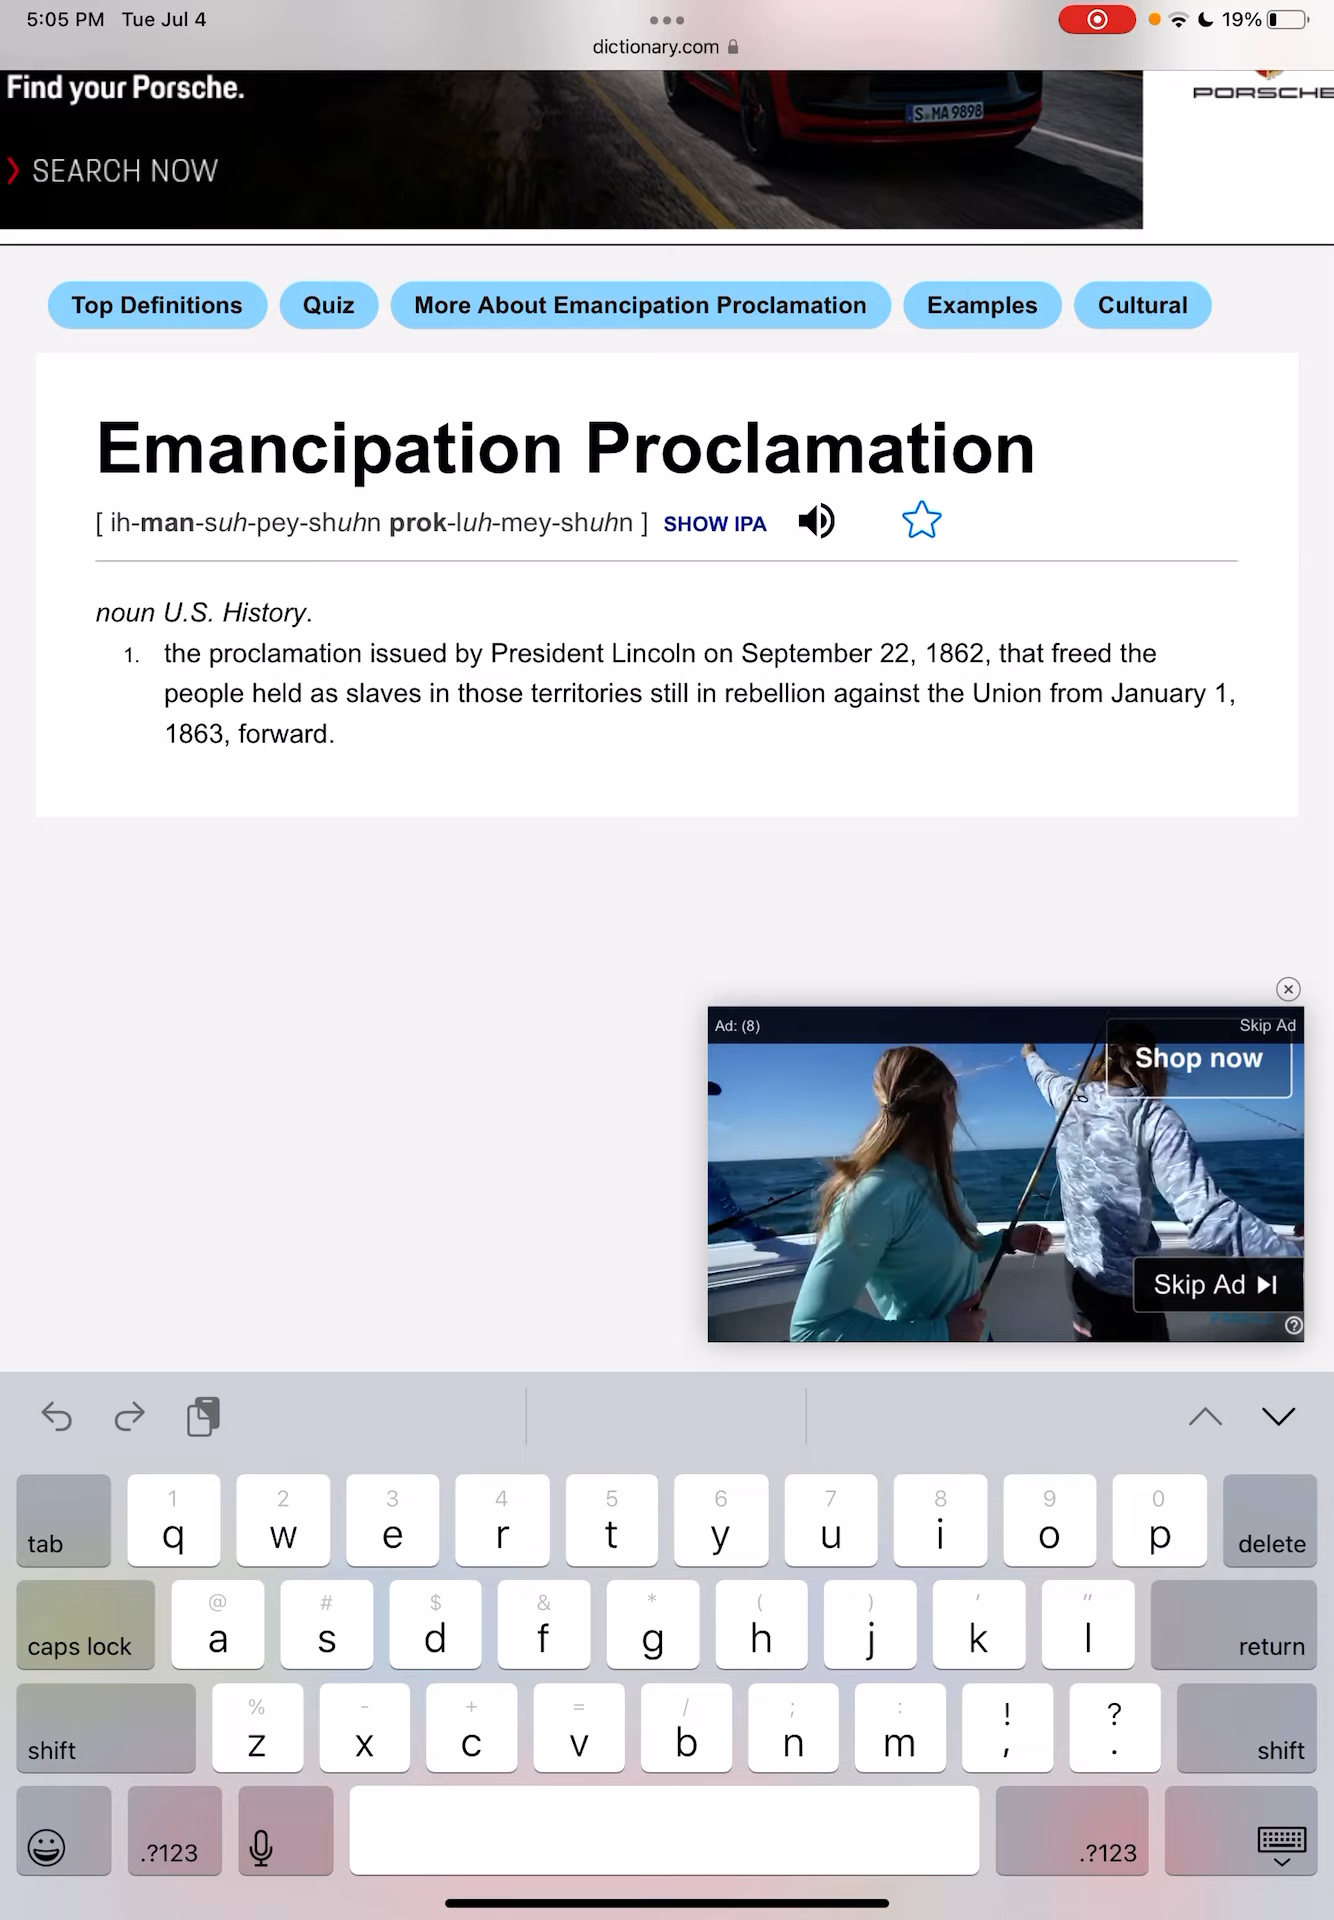 5:05 PM Tue Jul 4
19%
dictionary.com
Find your Porsche.
S MA 9898
PORSCHE
SEARCH NOW
Top Definitions Quiz More About Emancipation Proclamation Examples Cultural
Emancipation Proclamation
[ ih-man-suh-pey-shuhn prok-luh-mey-shuhn ] SHOW IPA
noun U.S. History.
1. the proclamation issued by President Lincoln on September 22, 1862, that freed the
people held as slaves in those territories still in rebellion against the Union from January 1,
1863, forward.
Ad: (8) Skip Ad
Shop now
Skip Ad
tab 1 q 2 w 3 e 4 r 5 t 6 y 7 u 8 i 9 o 0 p delete
caps lock @ a # s $ d & f * g ( h ) j ' k " l return
shift % z - x + c = v / b ; n : m ! , ? . shift
.?123 .?123